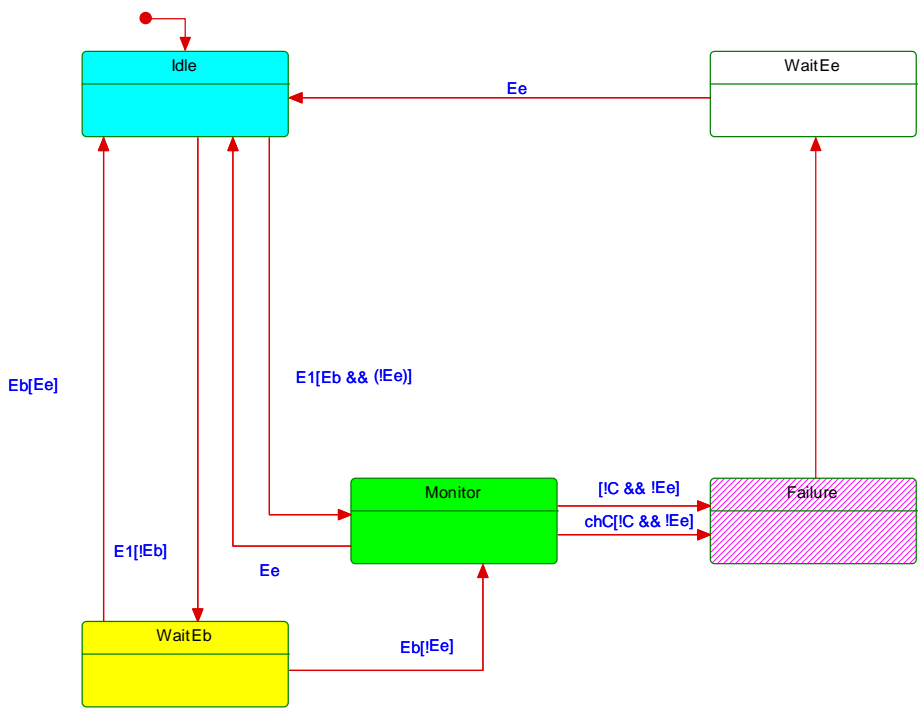 Idle
WaitEe
Ee
E1[Eb && (!Ee)]
Eb[Ee]
Monitor
[!C && !Ee]
Failure
chC[!C && !Ee]
E1[!Eb]
Ee
WaitEb
Eb[!Ee]